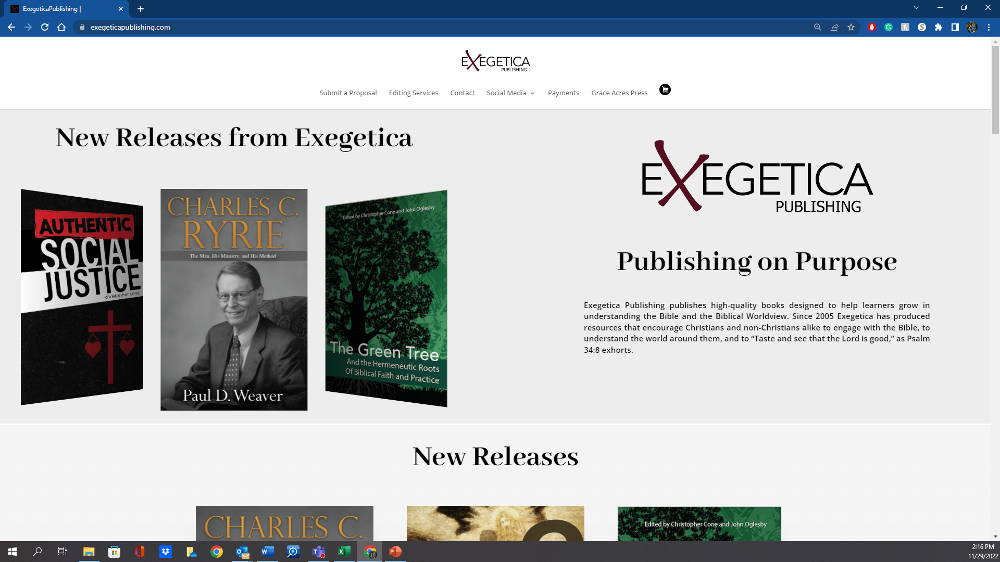 ExegeticaPublishing |
exegeticapublishing.com
EXEGETICA
PUBLISHING
Submit a Proposal
Editing Services
Contact
Social Media
Payments
Grace Acres Press
New Releases from Exegetica
AUTHENTIC
SOCIAL
JUSTICE
christopher cone
CHARLES C.
RYRIE
The Man, His Ministry, and His Method
Paul D. Weaver
Edited by Christopher Cone and John Oglesby
The Green Tree
And the Hermeneutic Roots
Of Biblical Faith and Practice
EXEGETICA
PUBLISHING
Publishing on Purpose
Exegetica Publishing publishes high-quality books designed to help learners grow in
understanding the Bible and the Biblical Worldview. Since 2005 Exegetica has produced
resources that encourage Christians and non-Christians alike to engage with the Bible, to
understand the world around them, and to “Taste and see that the Lord is good,” as Psalm
34:8 exhorts.
New Releases
CHARLES C.
Edited by Christopher Cone and John Oglesby
2:16 PM
11/29/2022